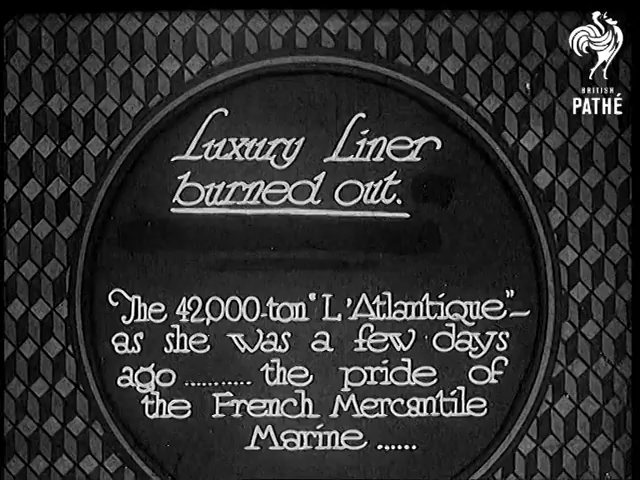 BRITISH
PATHÉ
Luxury Liner
burned out.
The 42,000-ton "L'Atlantique"—
as she was a few days
ago .......... the pride of
the French Mercantile
Marine ......